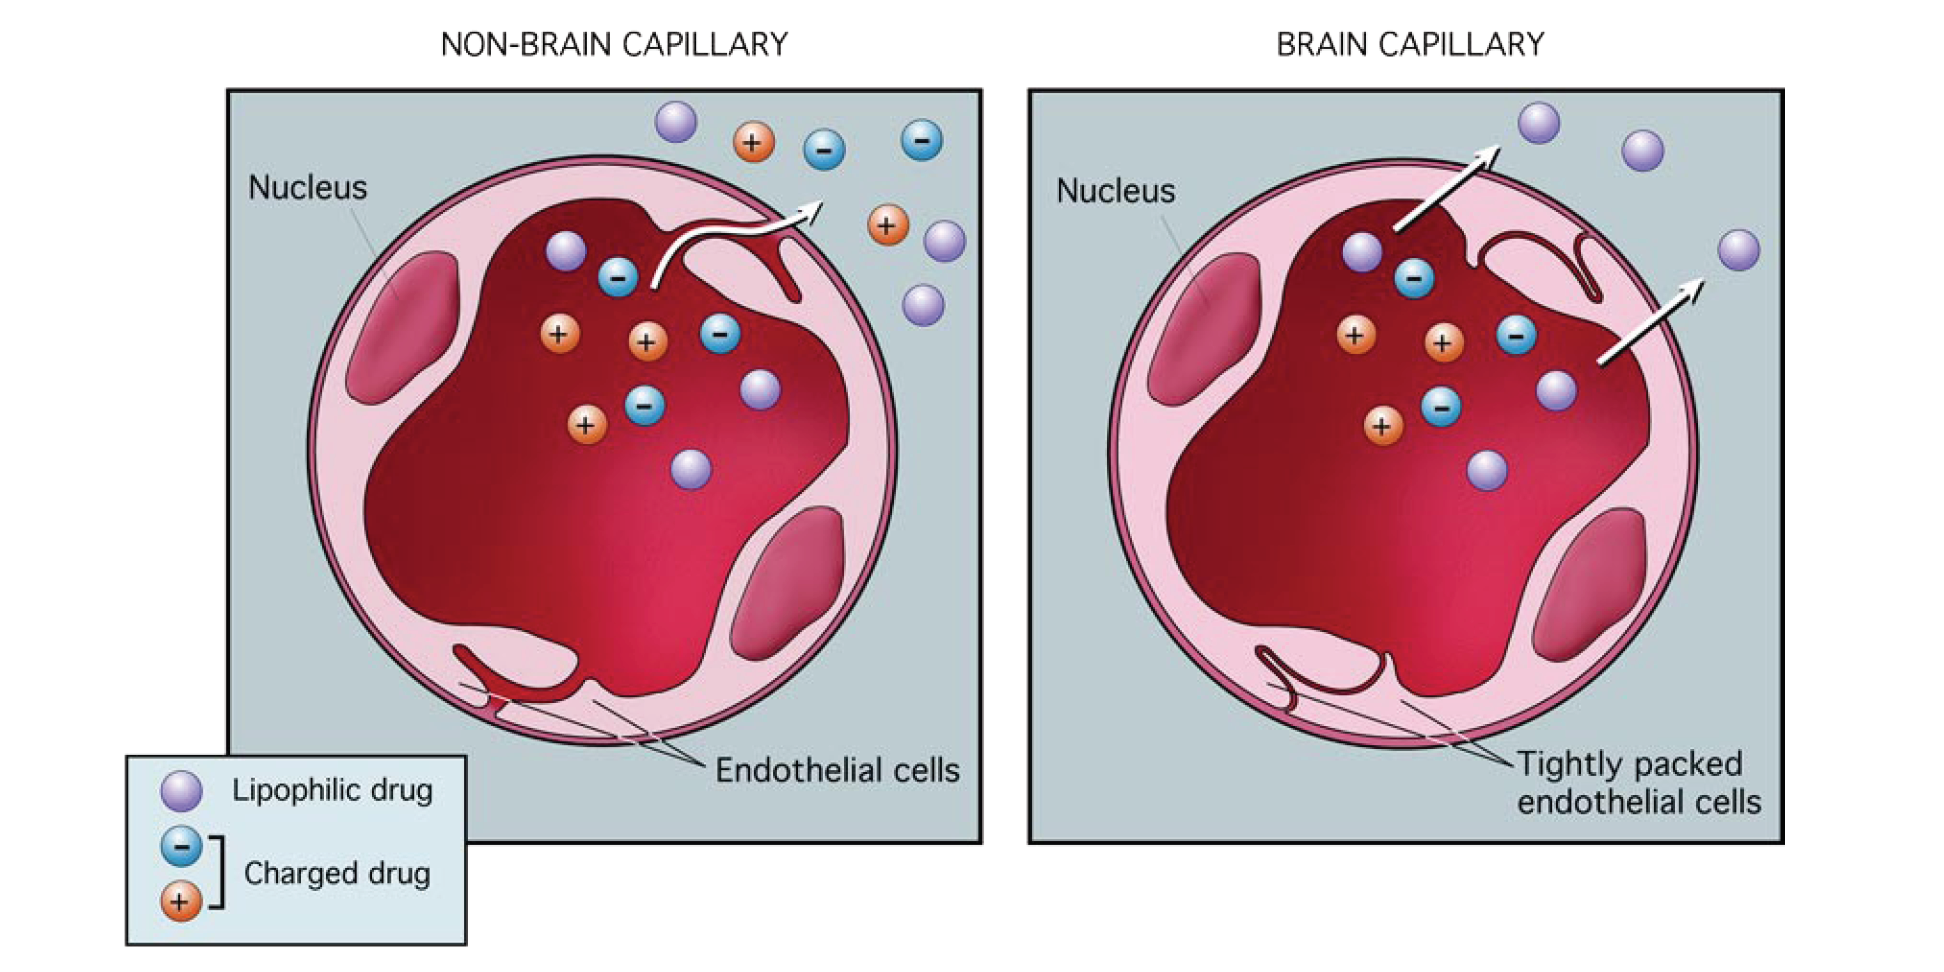 NON-BRAIN CAPILLARY
BRAIN CAPILLARY
Nucleus
+
-
-
+
-
+
+
-
-
+
Endothelial cells
Nucleus
-
+
+
-
-
+
Tightly packed
endothelial cells
Lipophilic drug
-
Charged drug
+